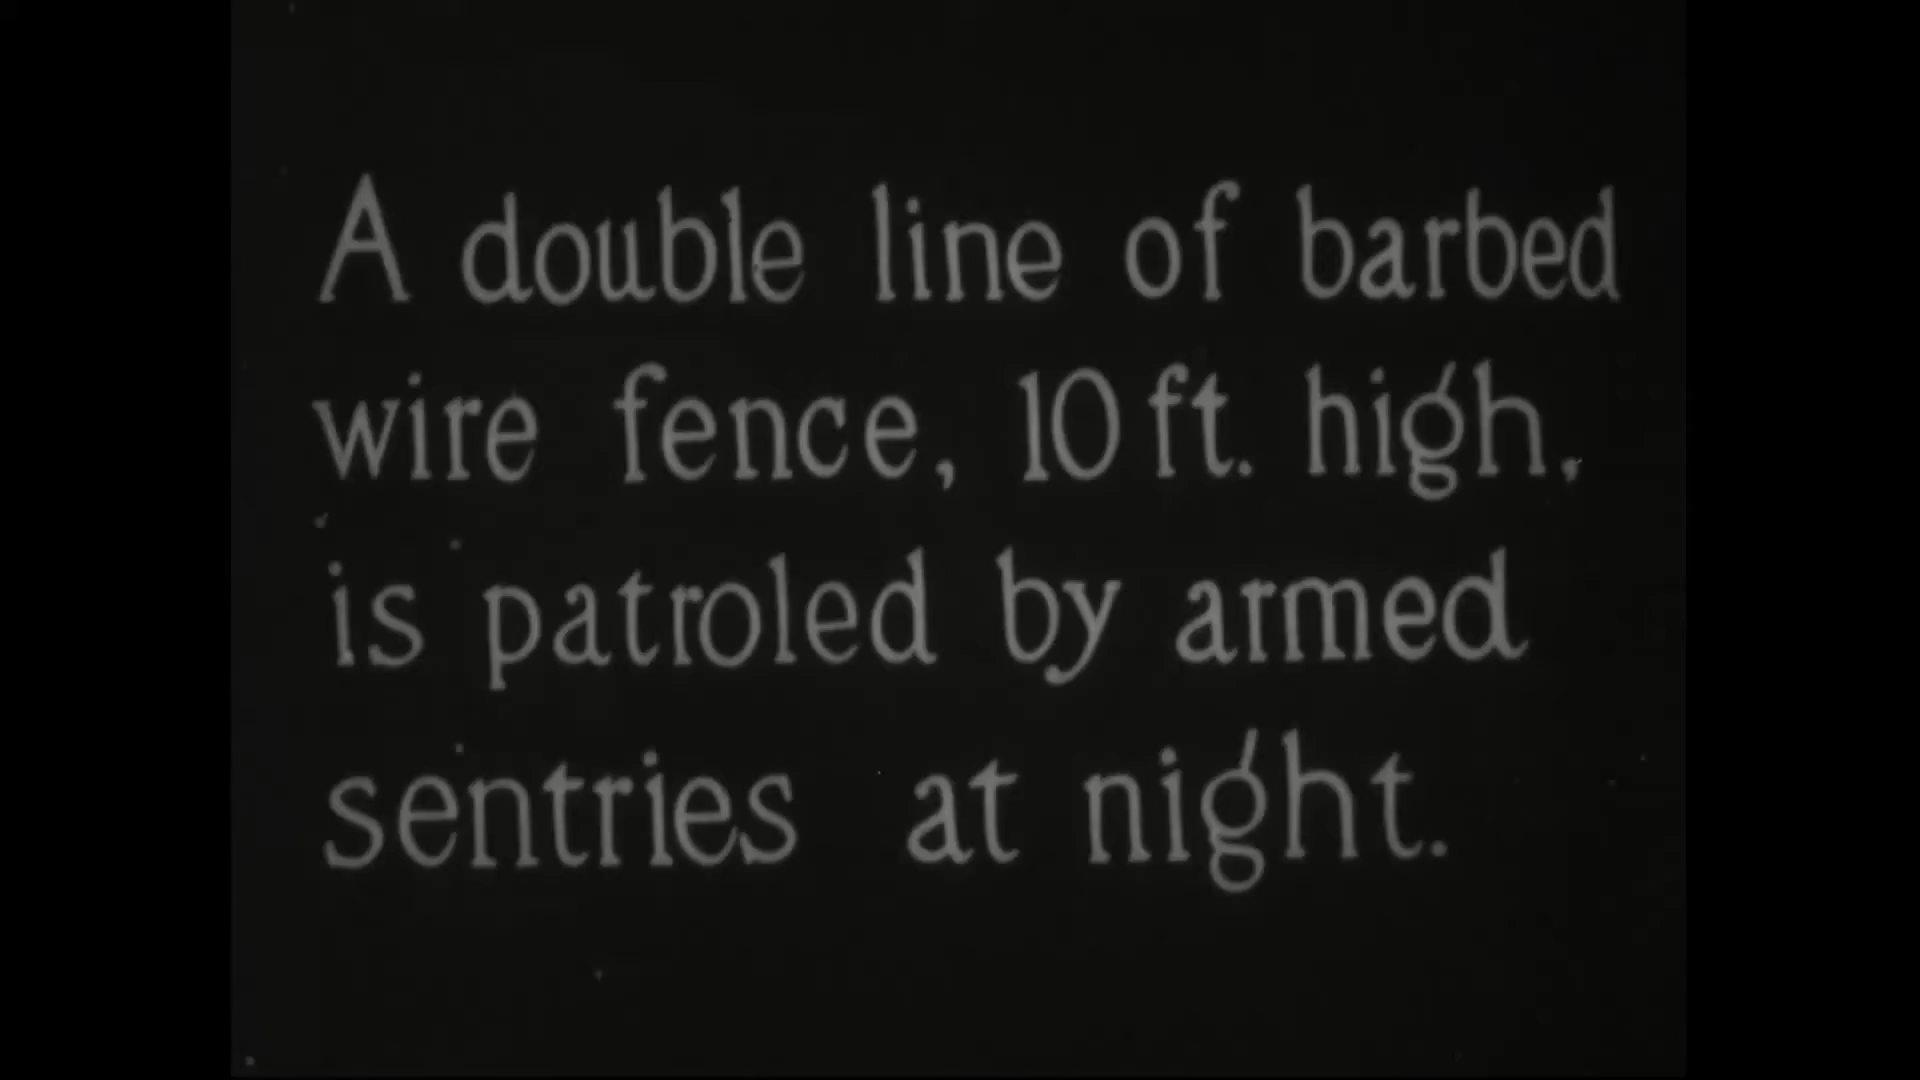 A double line of barbed
wire fence, 10 ft. high,
is patroled by armed
sentries at night.